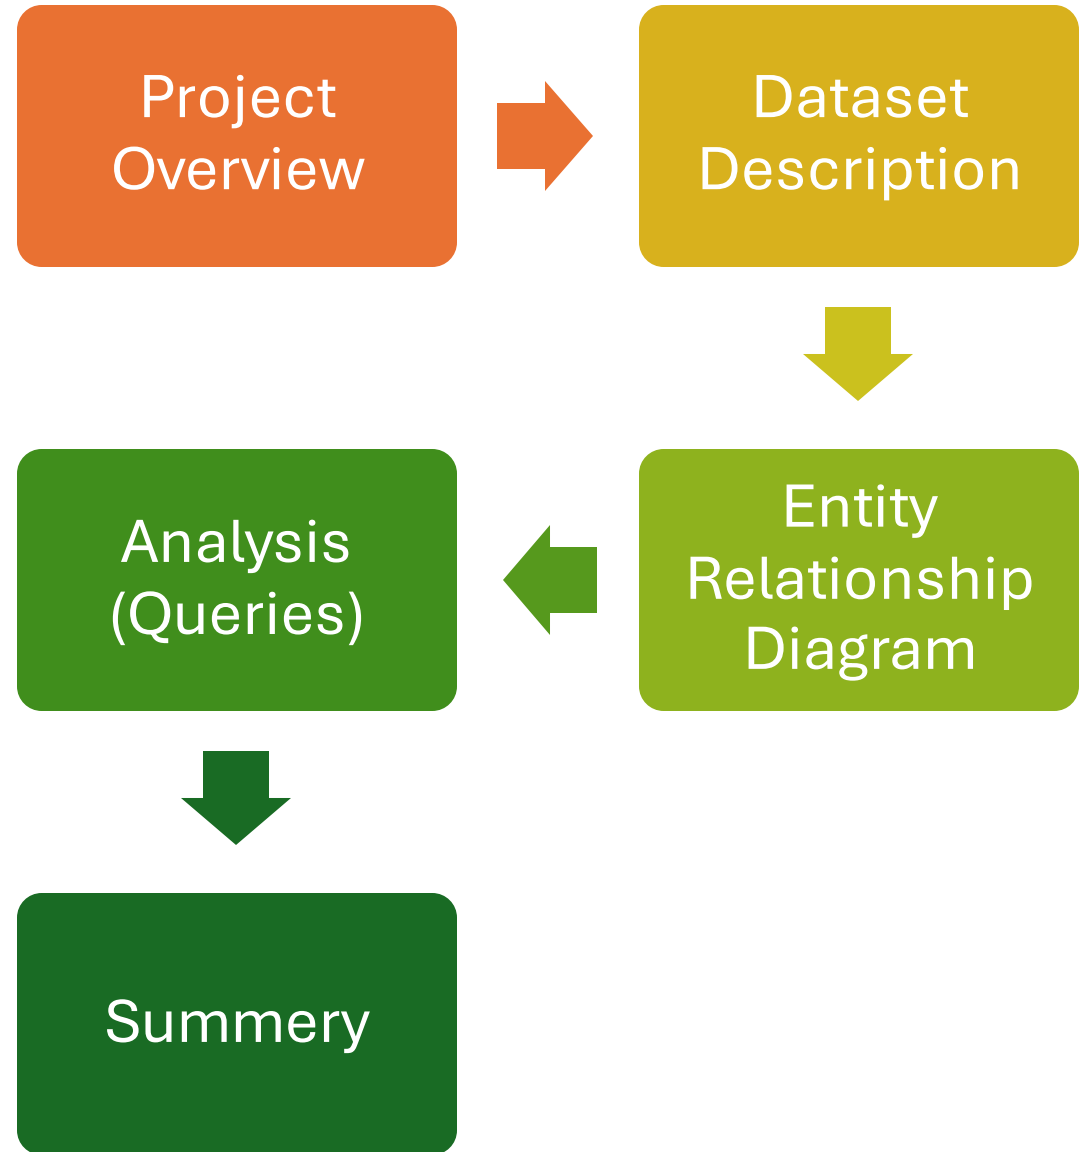 Project
Overview
Dataset
Description
Entity
Relationship
Diagram
Analysis
(Queries)
Summery